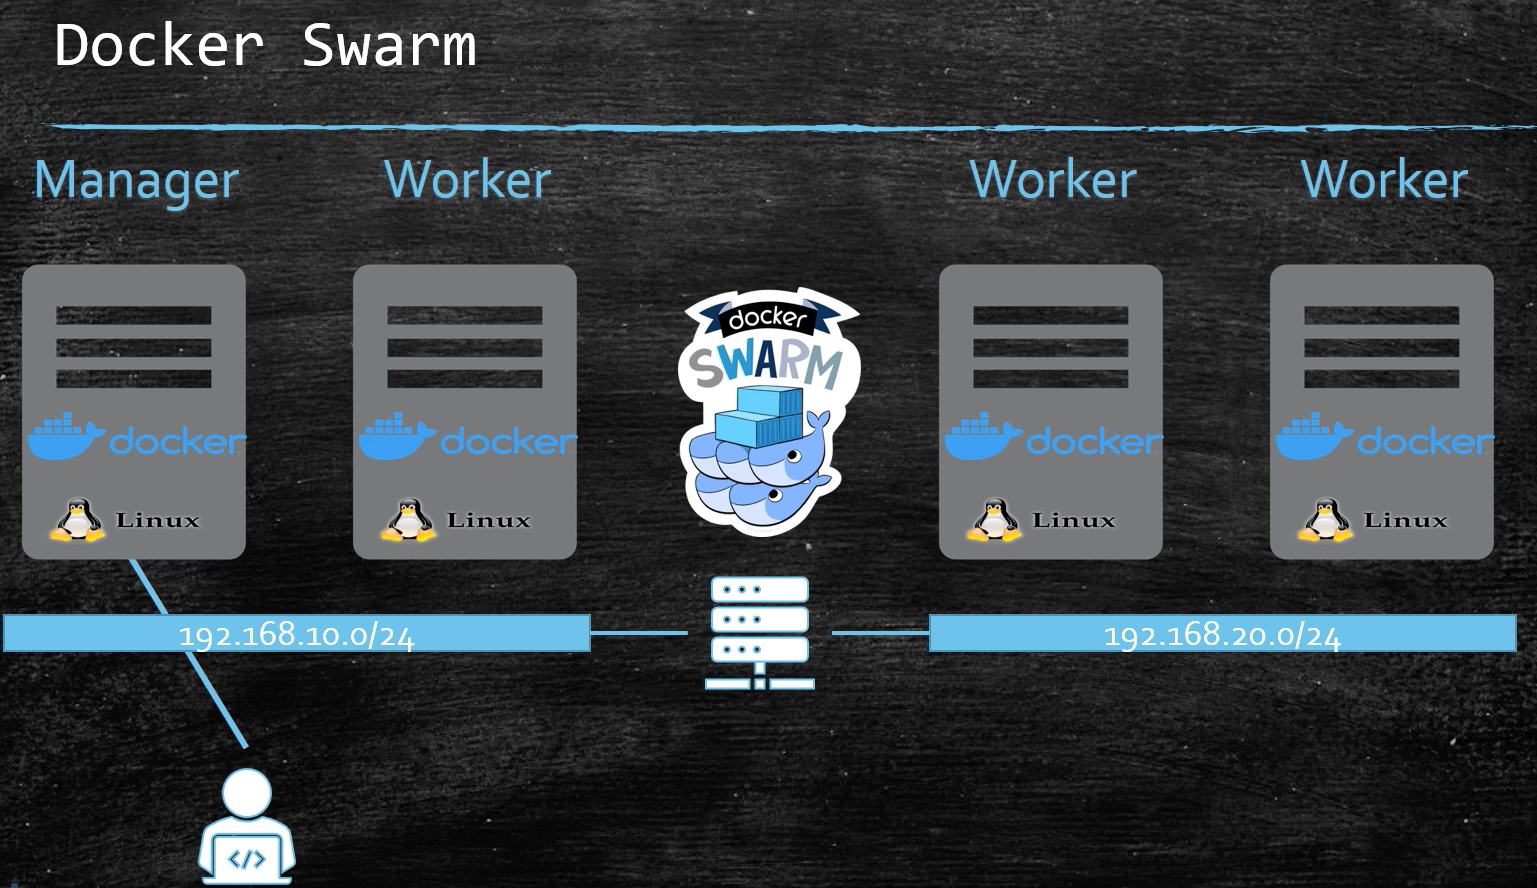 Docker Swarm
Manager
Worker
Worker
Worker
docker
SWARM
docker
docker
docker
docker
Linux
Linux
Linux
Linux
192.168.10.0/24
192.168.20.0/24
</>